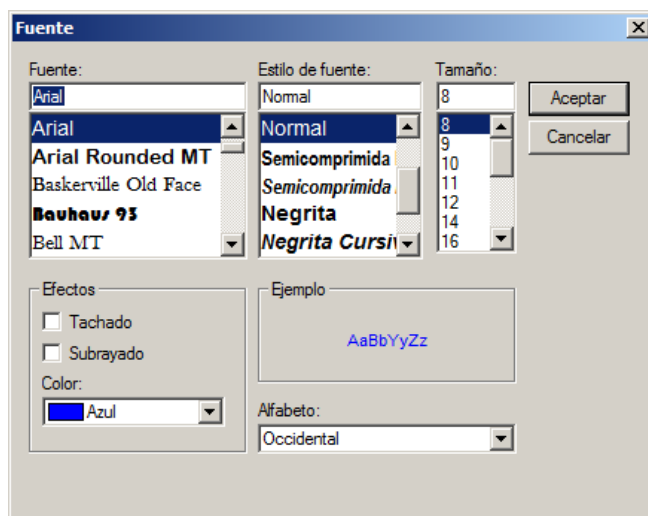 Fuente
Fuente:
Estilo de fuente:
Tamaño:
Arial
Normal
8
Aceptar
Arial
Normal
8
Cancelar
Arial Rounded MT
Semicomprimida
9
Baskerville Old Face
Semicomprimida
10
Bauhaus 93
Negrita
11
Bell MT
Negrita Cursiv
12
14
16
Efectos
Tachado
Subrayado
Color:
Azul
Ejemplo
AaBbYyZz
Alfabeto:
Occidental